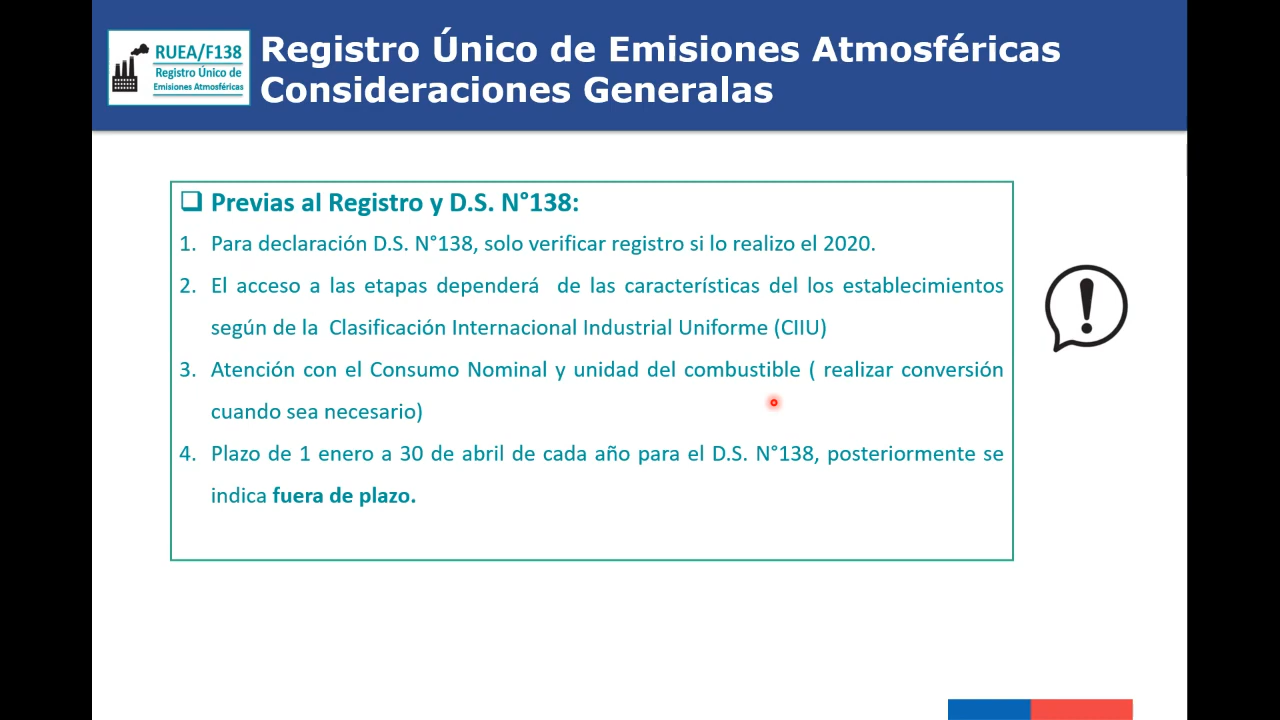 RUEA/F138
Registro Único de
Emisiones Atmosféricas
Registro Único de Emisiones Atmosféricas
Consideraciones Generalas
❑ Previas al Registro y D.S. N°138:
1. Para declaración D.S. N°138, solo verificar registro si lo realizo el 2020.
2. El acceso a las etapas dependerá de las características del los establecimientos
según de la Clasificación Internacional Industrial Uniforme (CIIU)
3. Atención con el Consumo Nominal y unidad del combustible ( realizar conversión
cuando sea necesario)
4. Plazo de 1 enero a 30 de abril de cada año para el D.S. N°138, posteriormente se
indica fuera de plazo.